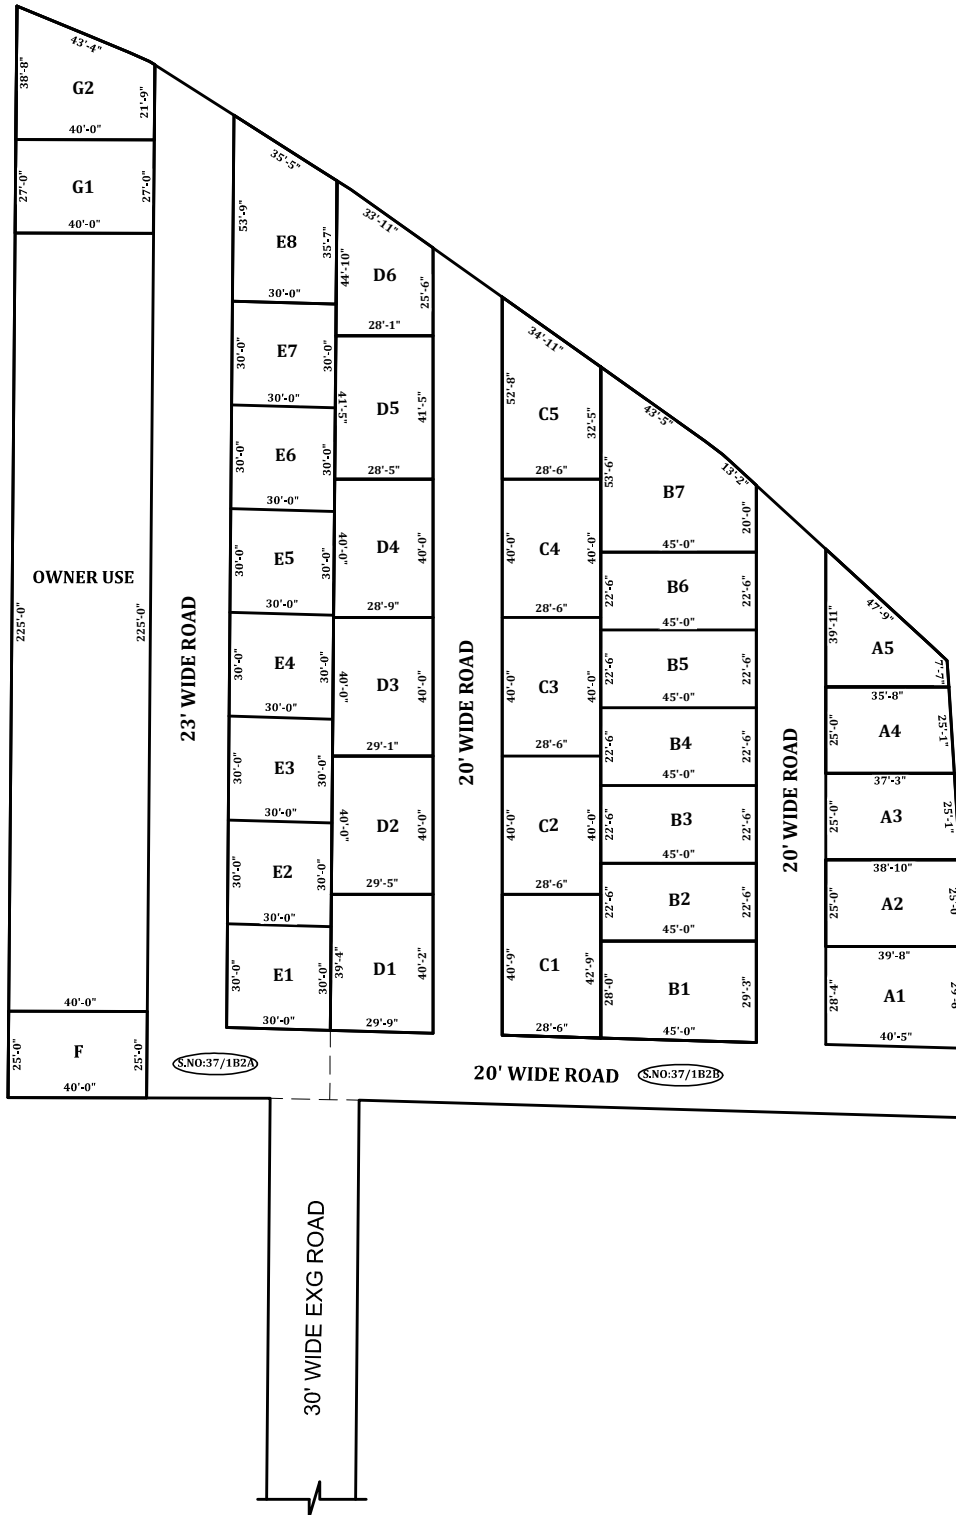 43'-4"
38'-8"
G2
21'-9"
40'-0"
27'-0"
G1
27'-0"
40'-0"
OWNER USE
225'-0"
225'-0"
40'-0"
25'-0"
F
25'-0"
40'-0"
23' WIDE ROAD
35'-5"
53'-9"
E8
35'-7"
30'-0"
30'-0"
E7
30'-0"
30'-0"
30'-0"
E6
30'-0"
30'-0"
30'-0"
E5
30'-0"
30'-0"
30'-0"
E4
30'-0"
30'-0"
30'-0"
E3
30'-0"
30'-0"
30'-0"
E2
30'-0"
30'-0"
30'-0"
E1
30'-0"
30'-0"
33'-11"
44'-10"
D6
25'-6"
28'-1"
41'-5"
D5
41'-5"
28'-5"
40'-0"
D4
40'-0"
28'-9"
40'-0"
D3
40'-0"
29'-1"
40'-0"
D2
40'-0"
29'-5"
39'-4"
D1
40'-2"
29'-9"
20' WIDE ROAD
34'-11"
52'-8"
C5
32'-5"
28'-6"
40'-0"
C4
40'-0"
28'-6"
40'-0"
C3
40'-0"
28'-6"
40'-0"
C2
40'-0"
28'-6"
40'-9"
C1
42'-9"
28'-6"
43'-5"
13'-2"
53'-6"
B7
20'-0"
45'-0"
22'-6"
B6
22'-6"
45'-0"
22'-6"
B5
22'-6"
45'-0"
22'-6"
B4
22'-6"
45'-0"
22'-6"
B3
22'-6"
45'-0"
22'-6"
B2
22'-6"
45'-0"
28'-0"
B1
29'-3"
45'-0"
20' WIDE ROAD
47'-9"
39'-11"
A5
7'-7"
35'-8"
25'-0"
A4
25'-1"
37'-3"
25'-0"
A3
25'-1"
38'-10"
25'-0"
A2
25'-0
39'-8"
28'-4"
A1
40'-5"
S.NO:37/1B2A
20' WIDE ROAD
S.NO:37/1B2B
30' WIDE EXG ROAD